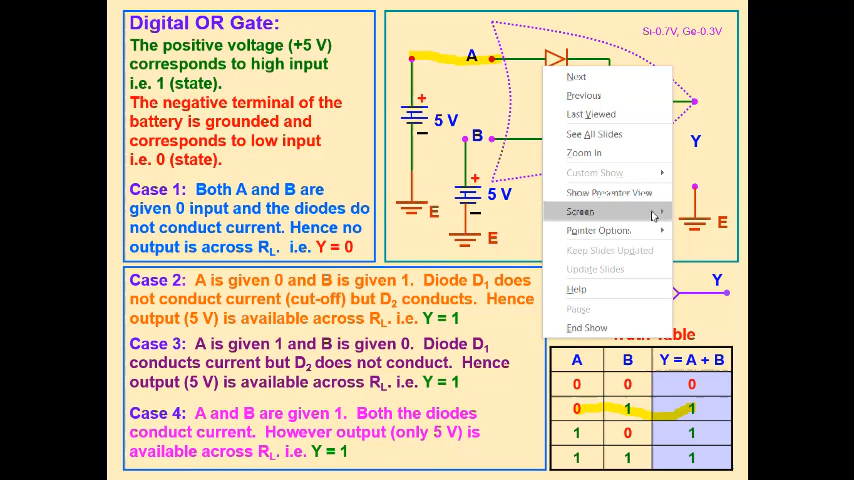 Digital OR Gate:
The positive voltage (+5 V)
corresponds to high input
i.e. 1 (state).
The negative terminal of the
battery is grounded and
corresponds to low input
i.e. 0 (state).
Case 1: Both A and B are
given 0 input and the diodes do
not conduct current. Hence no
output is across RL. i.e. Y = 0
Si-0.7V, Ge-0.3V
A
+
5 V
B
+
5 V
E
E
Y
E
Next
Previous
Last Viewed
See All Slides
Zoom In
Custom Show
Show Presenter View
Screen
Pointer Options
Keep Slides Updated
Update Slides
Help
Pause
End Show
Case 2: A is given 0 and B is given 1. Diode D1 does
not conduct current (cut-off) but D2 conducts. Hence
output (5 V) is available across RL. i.e. Y = 1
Case 3: A is given 1 and B is given 0. Diode D1
conducts current but D2 does not conduct. Hence
output (5 V) is available across RL. i.e. Y = 1
Case 4: A and B are given 1. Both the diodes
conduct current. However output (only 5 V) is
available across RL. i.e. Y = 1
Y
Truth Table
A B Y = A + B
0 0 0
0 1 1
1 0 1
1 1 1